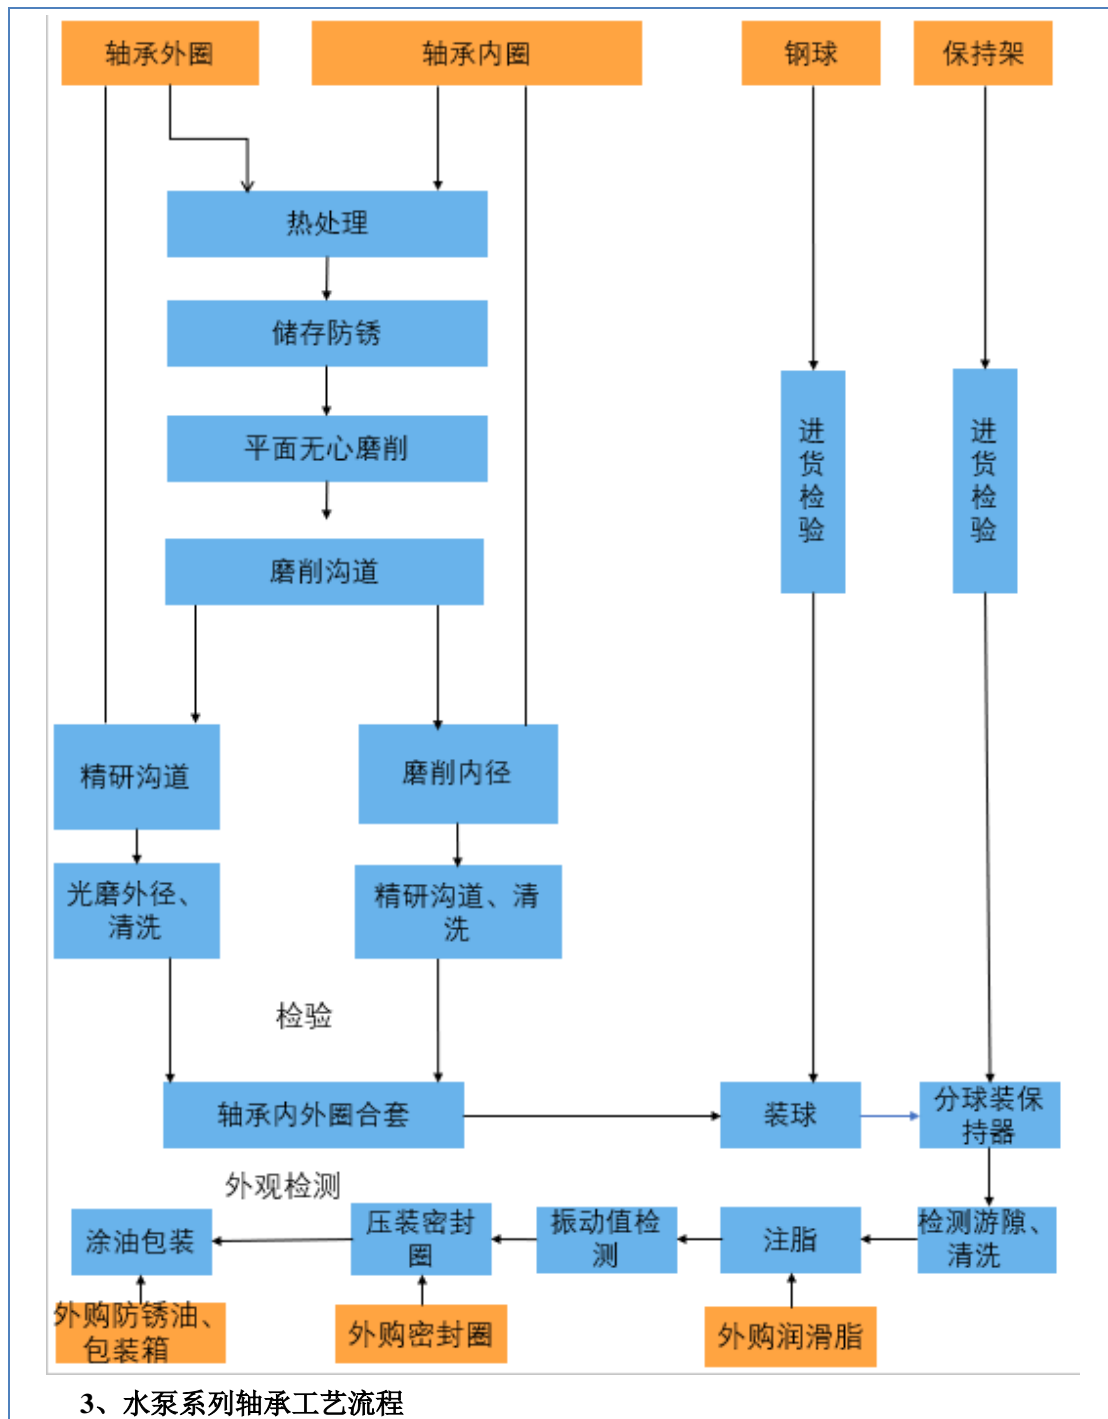 轴承外圈
轴承内圈
钢球
保持架
热处理
储存防锈
平面无心磨削
进
货
检
验
进
货
检
验
磨削沟道
精研沟道
磨削内径
光磨外径、
清洗
精研沟道、清
洗
检验
轴承内外圈合套
装球
分球装保
持器
外观检测
涂油包装
压装密封
圈
振动值检
测
注脂
检测游隙、
清洗
外购防锈油、
包装箱
外购密封圈
外购润滑脂
3、水泵系列轴承工艺流程